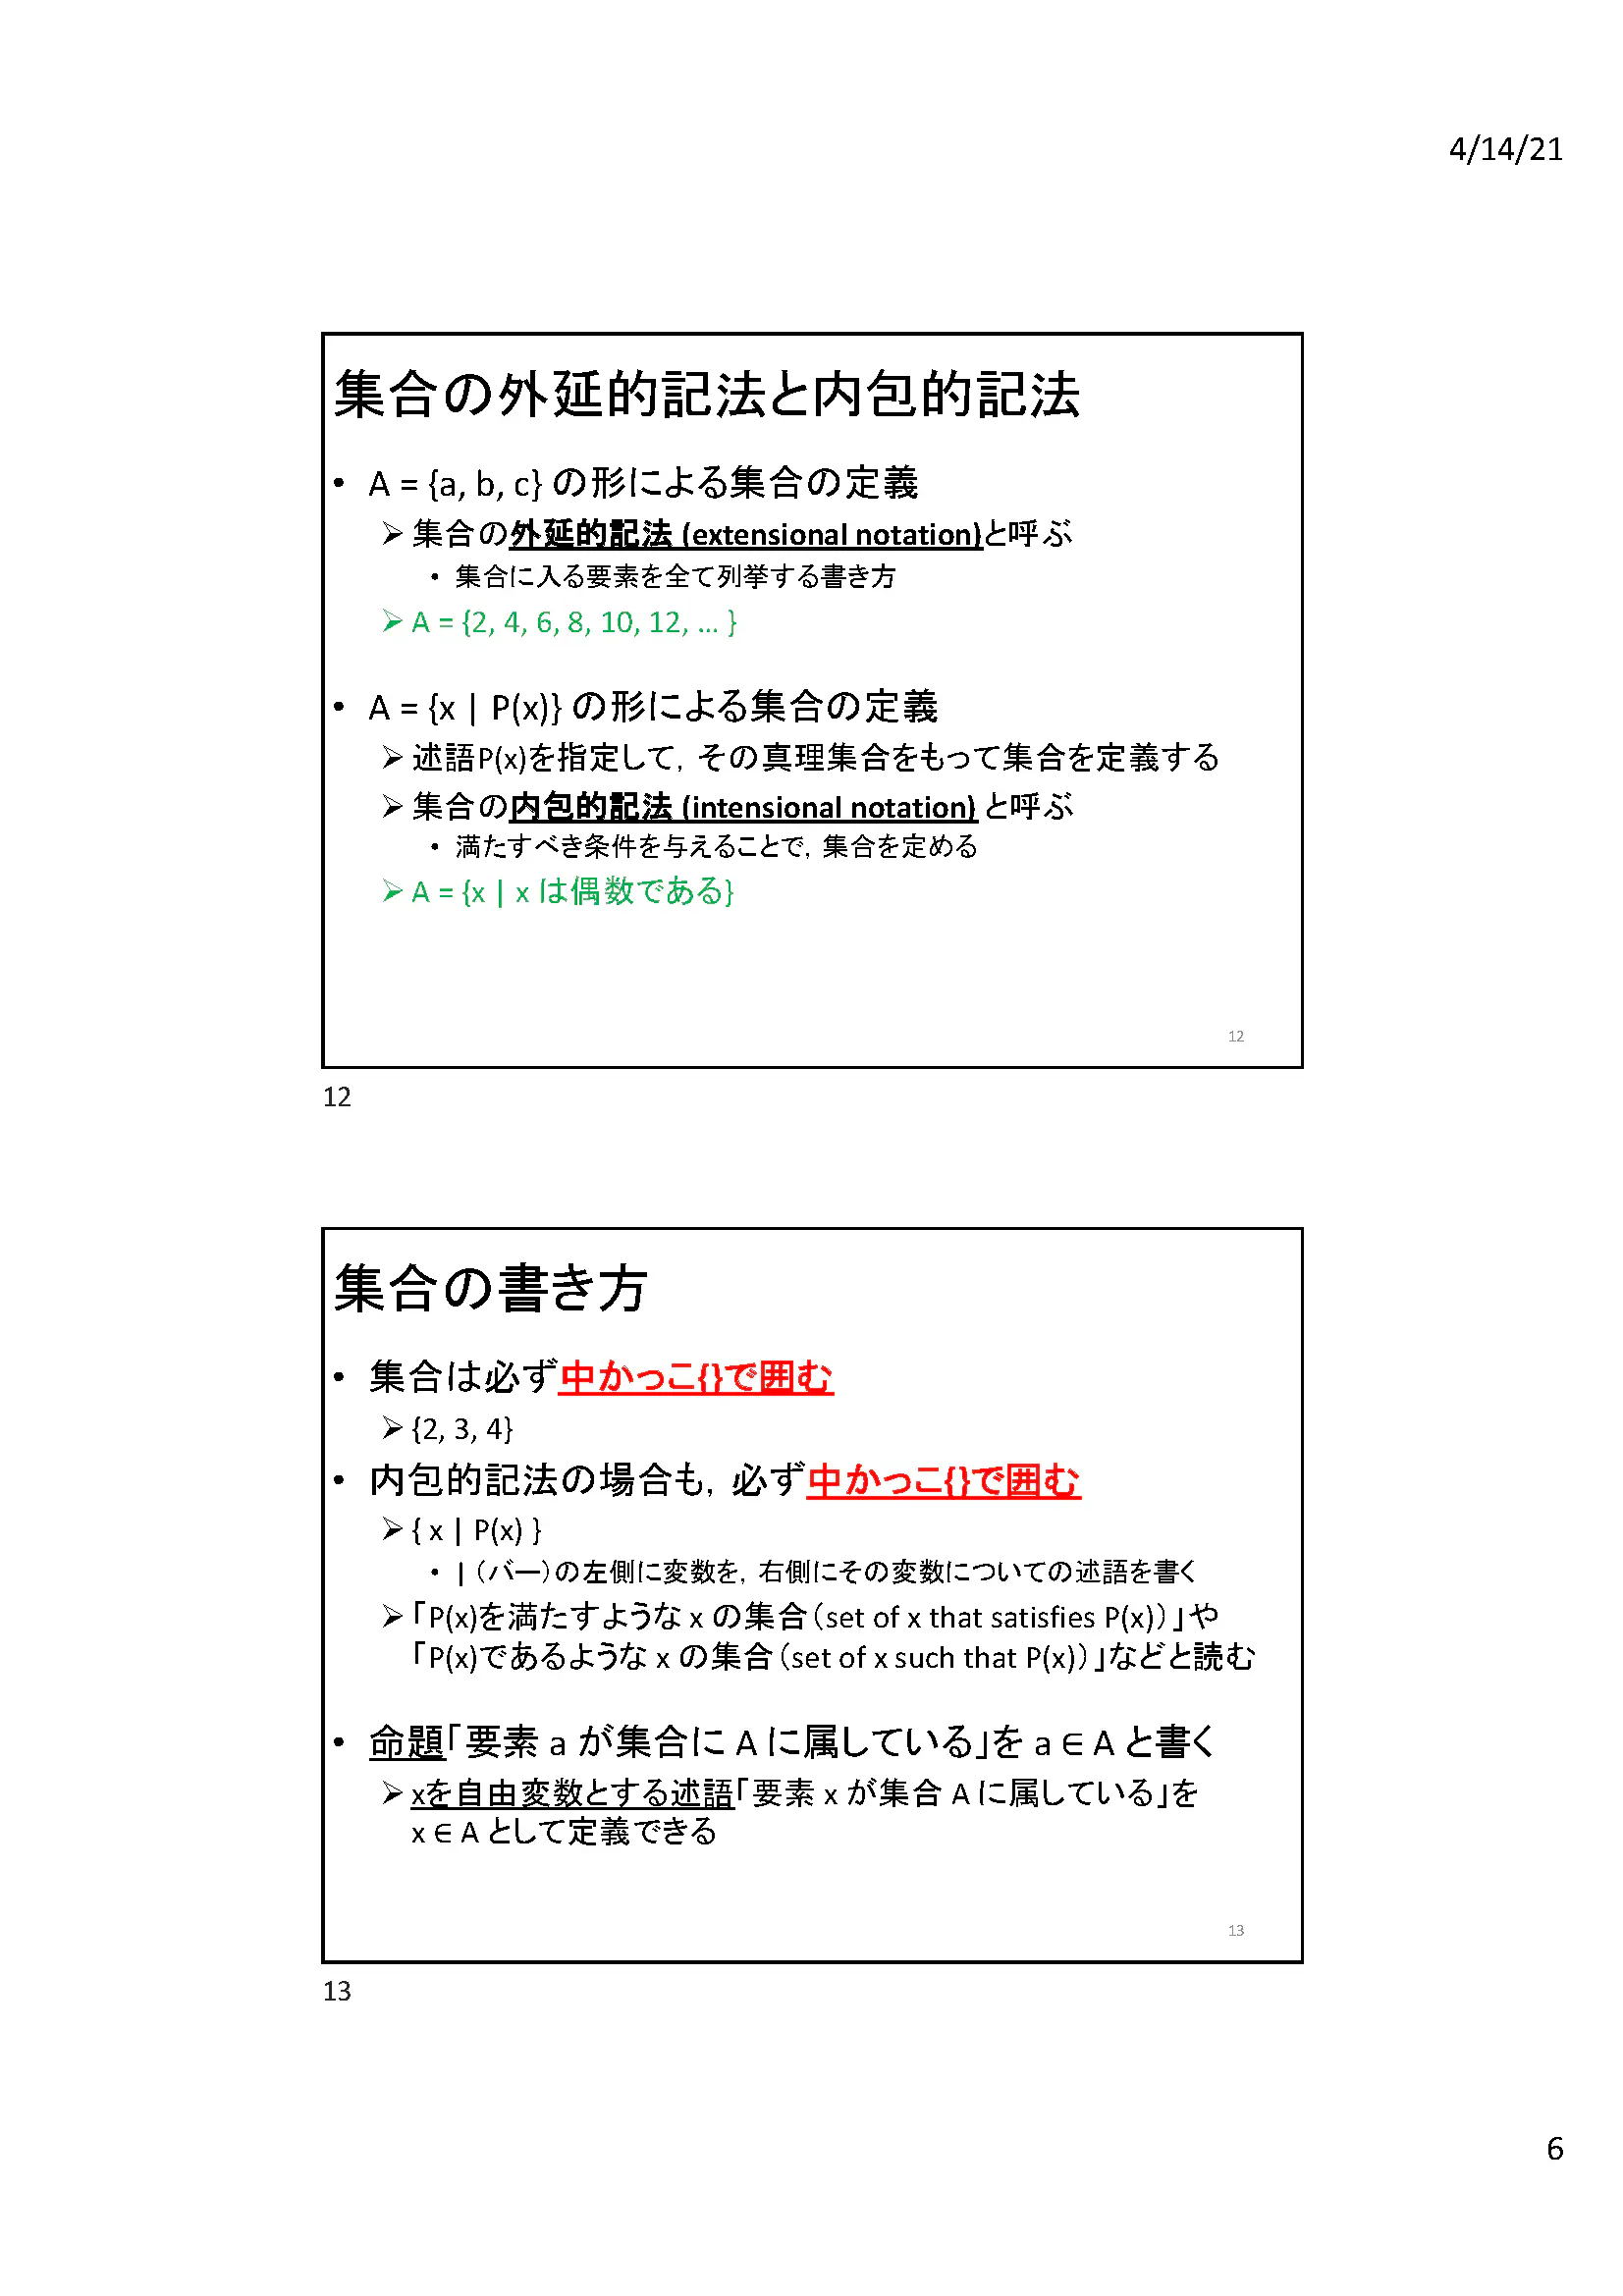 4/14/21
集合の外延的記法と内包的記法
• A = {a, b, c} の形による集合の定義
➢ 集合の外延的記法 (extensional notation)と呼ぶ
• 集合に入る要素を全て列挙する書き方
➢ A = {2, 4, 6, 8, 10, 12, … }
• A = {x | P(x)} の形による集合の定義
➢ 述語P(x)を指定して，その真理集合をもって集合を定義する
➢ 集合の内包的記法 (intensional notation) と呼ぶ
• 満たすべき条件を与えることで，集合を定める
➢ A = {x | x は偶数である}
12
12
集合の書き方
• 集合は必ず中かっこ{}で囲む
➢ {2, 3, 4}
• 内包的記法の場合も，必ず中かっこ{}で囲む
➢ { x | P(x) }
• | （バー）の左側に変数を，右側にその変数についての述語を書く
➢ 「P(x)を満たすような x の集合（set of x that satisfies P(x)）」や
「P(x)であるような x の集合（set of x such that P(x)）」などと読む
• 命題「要素 a が集合に A に属している」を a ∈ A と書く
➢ xを自由変数とする述語「要素 x が集合 A に属している」を
x ∈ A として定義できる
13
13
6